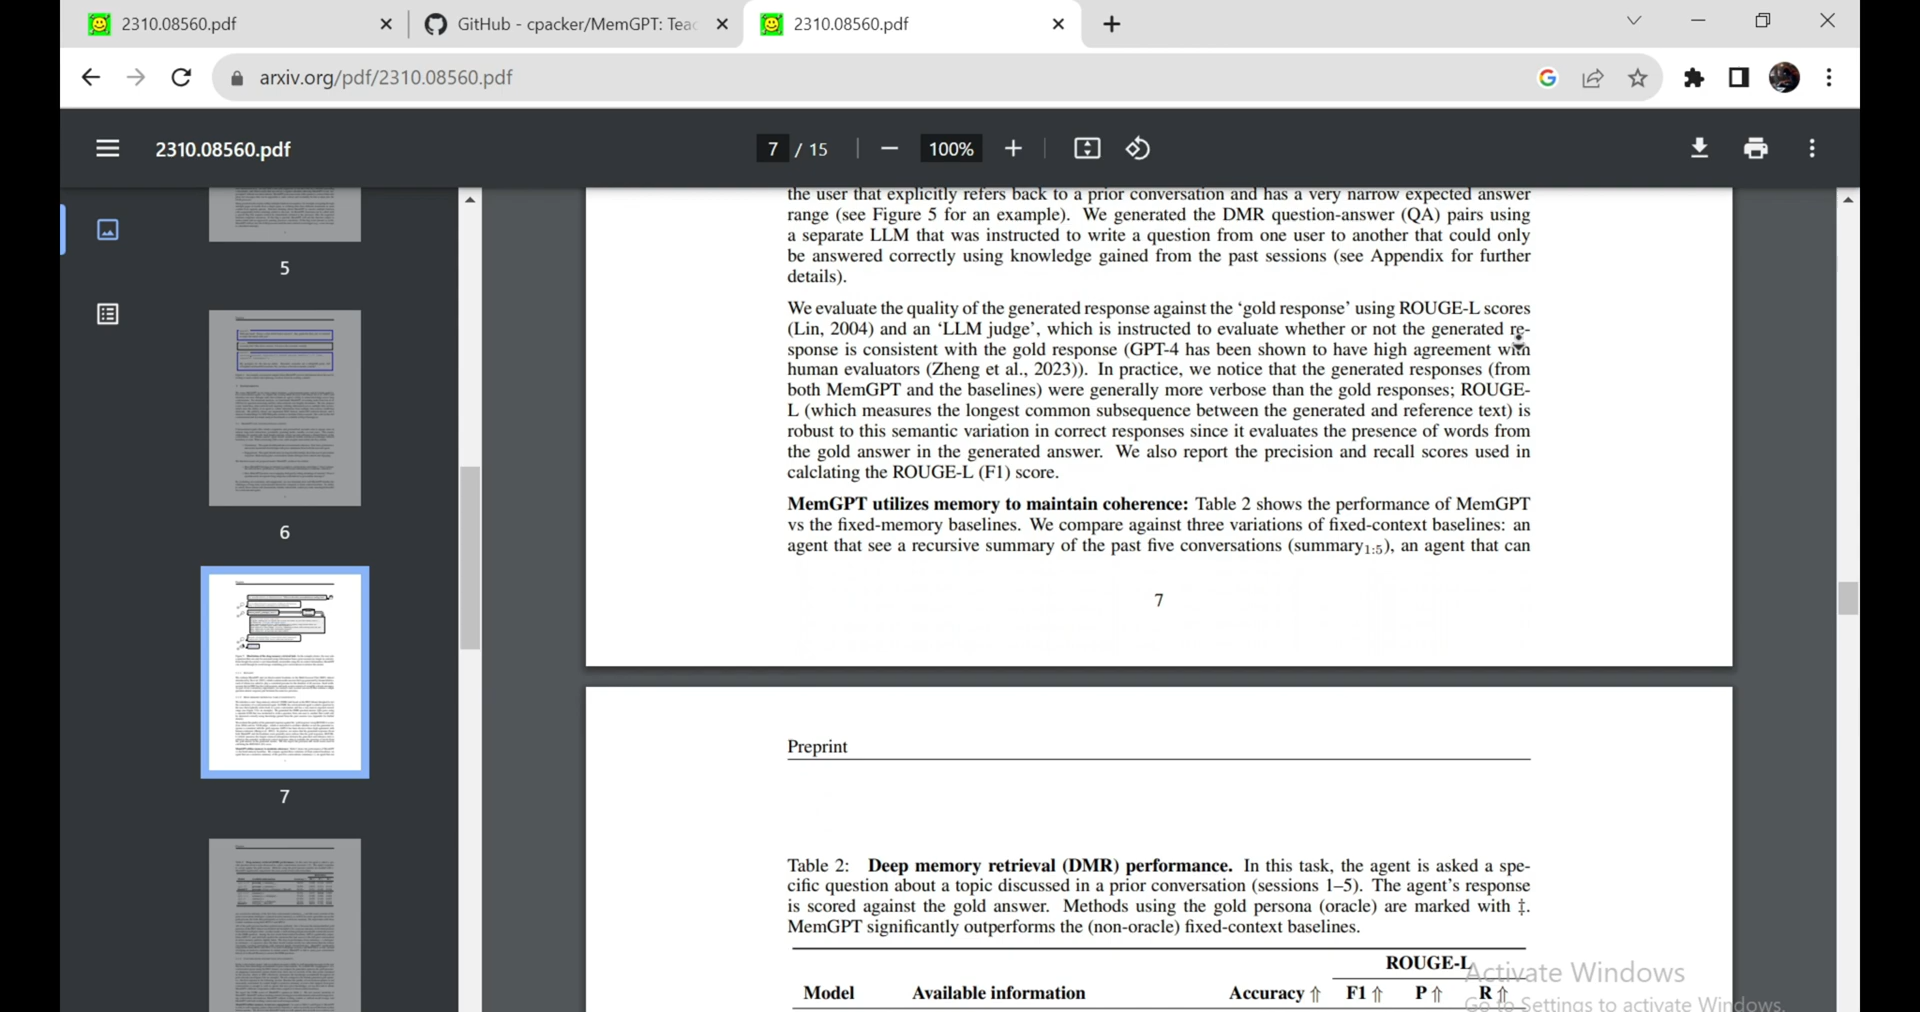 2310.08560.pdf
GitHub - cpacker/MemGPT: Teac
2310.08560.pdf
arxiv.org/pdf/2310.08560.pdf
2310.08560.pdf
7 / 15
100%
the user that explicitly refers back to a prior conversation and has a very narrow expected answer
range (see Figure 5 for an example). We generated the DMR question-answer (QA) pairs using
a separate LLM that was instructed to write a question from one user to another that could only
be answered correctly using knowledge gained from the past sessions (see Appendix for further
details).
We evaluate the quality of the generated response against the ‘gold response’ using ROUGE-L scores
(Lin, 2004) and an ‘LLM judge’, which is instructed to evaluate whether or not the generated re-
sponse is consistent with the gold response (GPT-4 has been shown to have high agreement with
human evaluators (Zheng et al., 2023)). In practice, we notice that the generated responses (from
both MemGPT and the baselines) were generally more verbose than the gold responses; ROUGE-
L (which measures the longest common subsequence between the generated and reference text) is
robust to this semantic variation in correct responses since it evaluates the presence of words from
the gold answer in the generated answer. We also report the precision and recall scores used in
calclating the ROUGE-L (F1) score.
MemGPT utilizes memory to maintain coherence: Table 2 shows the performance of MemGPT
vs the fixed-memory baselines. We compare against three variations of fixed-context baselines: an
agent that see a recursive summary of the past five conversations (summary1:5), an agent that can
7
Preprint
Table 2: Deep memory retrieval (DMR) performance. In this task, the agent is asked a spe-
cific question about a topic discussed in a prior conversation (sessions 1–5). The agent’s response
is scored against the gold answer. Methods using the gold persona (oracle) are marked with ‡.
MemGPT significantly outperforms the (non-oracle) fixed-context baselines.
ROUGE-L
Model Available information Accuracy ⇑ F1 ⇑ P ⇑ R ⇑
5
6
7
Activate Windows
Go to Settings to activate Windows.